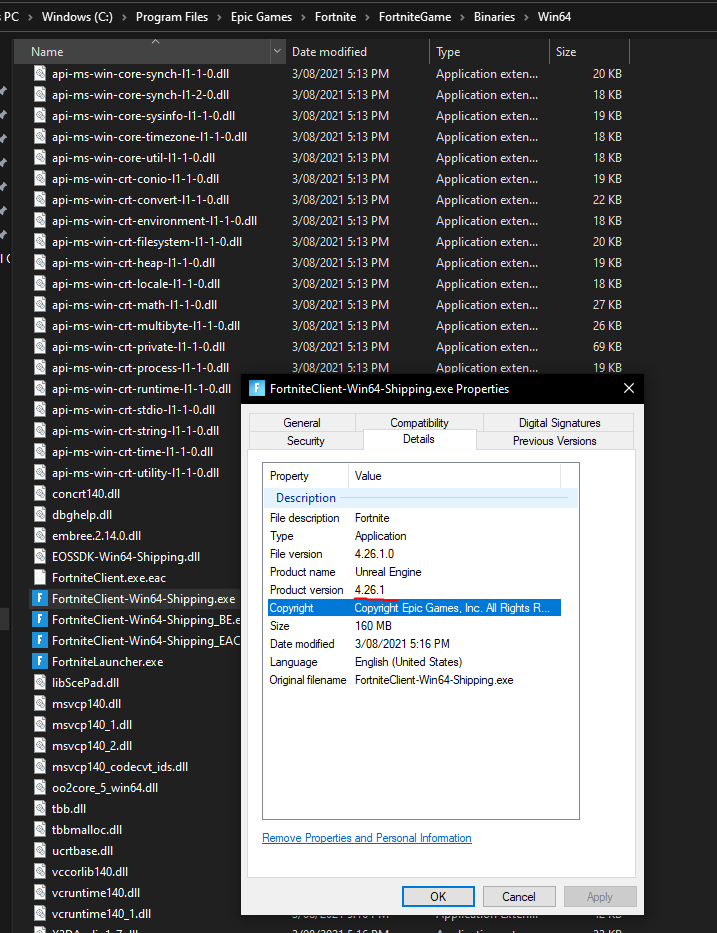 PC > Windows (C:) > Program Files > Epic Games > Fortnite > FortniteGame > Binaries > Win64
Name Date modified Type Size
api-ms-win-core-synch-l1-1-0.dll 3/08/2021 5:13 PM Application exten... 20 KB
api-ms-win-core-synch-l1-2-0.dll 3/08/2021 5:13 PM Application exten... 18 KB
api-ms-win-core-sysinfo-l1-1-0.dll 3/08/2021 5:13 PM Application exten... 19 KB
api-ms-win-core-timezone-l1-1-0.dll 3/08/2021 5:13 PM Application exten... 18 KB
api-ms-win-core-util-l1-1-0.dll 3/08/2021 5:13 PM Application exten... 18 KB
api-ms-win-crt-conio-l1-1-0.dll 3/08/2021 5:13 PM Application exten... 19 KB
api-ms-win-crt-convert-l1-1-0.dll 3/08/2021 5:13 PM Application exten... 22 KB
api-ms-win-crt-environment-l1-1-0.dll 3/08/2021 5:13 PM Application exten... 18 KB
api-ms-win-crt-filesystem-l1-1-0.dll 3/08/2021 5:13 PM Application exten... 20 KB
api-ms-win-crt-heap-l1-1-0.dll 3/08/2021 5:13 PM Application exten... 19 KB
api-ms-win-crt-locale-l1-1-0.dll 3/08/2021 5:13 PM Application exten... 18 KB
api-ms-win-crt-math-l1-1-0.dll 3/08/2021 5:13 PM Application exten... 27 KB
api-ms-win-crt-multibyte-l1-1-0.dll 3/08/2021 5:13 PM Application exten... 26 KB
api-ms-win-crt-private-l1-1-0.dll 3/08/2021 5:13 PM Application exten... 69 KB
api-ms-win-crt-process-l1-1-0.dll 3/08/2021 5:13 PM Application exten... 19 KB
api-ms-win-crt-runtime-l1-1-0.dll
api-ms-win-crt-stdio-l1-1-0.dll
api-ms-win-crt-string-l1-1-0.dll
api-ms-win-crt-time-l1-1-0.dll
api-ms-win-crt-utility-l1-1-0.dll
concrt140.dll
dbghelp.dll
embree.2.14.0.dll
EOSSDK-Win64-Shipping.dll
FortniteClient.exe.eac
FortniteClient-Win64-Shipping.exe
FortniteClient-Win64-Shipping_BE.e
FortniteClient-Win64-Shipping_EAC
FortniteLauncher.exe
libScePad.dll
msvcp140.dll
msvcp140_1.dll
msvcp140_2.dll
msvcp140_codecvt_ids.dll
oo2core_5_win64.dll
tbb.dll
tbbmalloc.dll
ucrtbase.dll
vccorlib140.dll
vcruntime140.dll
vcruntime140_1.dll
FortniteClient-Win64-Shipping.exe Properties
General Compatibility Digital Signatures
Security Details Previous Versions
Property Value
Description
File description Fortnite
Type Application
File version 4.26.1.0
Product name Unreal Engine
Product version 4.26.1
Copyright Copyright Epic Games, Inc. All Rights R...
Size 160 MB
Date modified 3/08/2021 5:16 PM
Language English (United States)
Original filename FortniteClient-Win64-Shipping.exe
Remove Properties and Personal Information
OK Cancel Apply